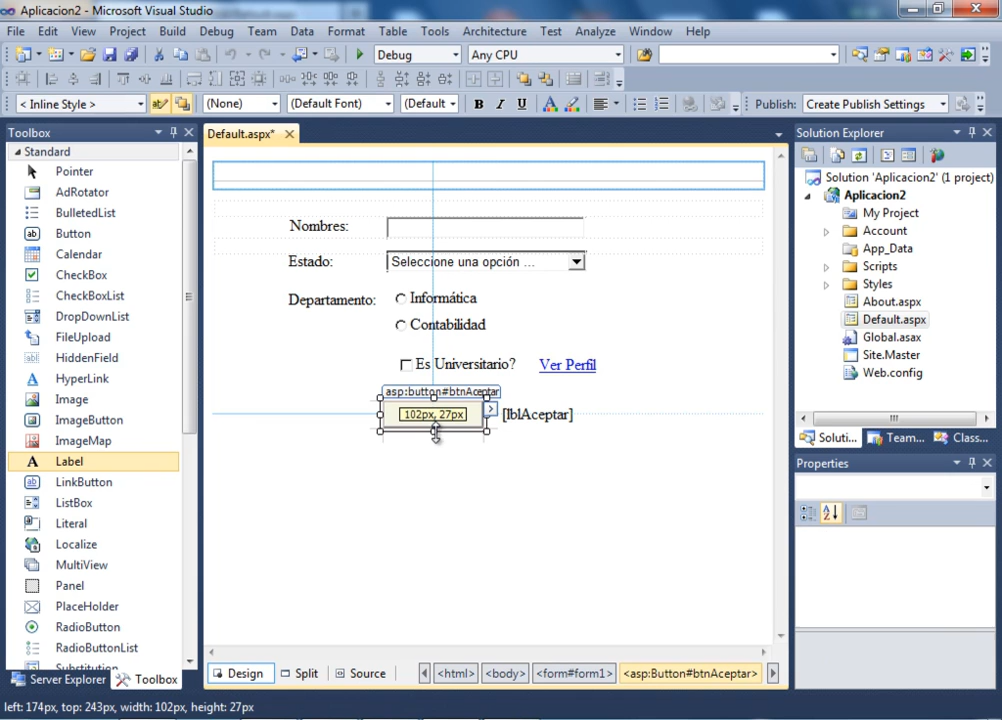 Aplicacion2 - Microsoft Visual Studio
File Edit View Project Build Debug Team Data Format Table Tools Architecture Test Analyze Window Help
Debug Any CPU
< Inline Style > (None) (Default Font) (Default B I U A Publish: Create Publish Settings
Toolbox
Standard
Pointer
AdRotator
BulletedList
Button
Calendar
CheckBox
CheckBoxList
DropDownList
FileUpload
HiddenField
HyperLink
Image
ImageButton
ImageMap
Label
LinkButton
ListBox
Literal
Localize
MultiView
Panel
PlaceHolder
RadioButton
RadioButtonList
Substitution
Server Explorer Toolbox
Default.aspx*
Nombres:
Estado: Seleccione una opción ...
Departamento: Informática
Contabilidad
Es Universitario? Ver Perfil
asp:button#btnAceptar
102px, 27px [lblAceptar]
Design Split Source <html> <body> <form#form1> <asp:Button#btnAceptar>
Solution Explorer
Solution 'Aplicacion2' (1 project)
Aplicacion2
My Project
Account
App_Data
Scripts
Styles
About.aspx
Default.aspx
Global.asax
Site.Master
Web.config
Soluti... Team... Class...
Properties
left: 174px, top: 243px, width: 102px, height: 27px